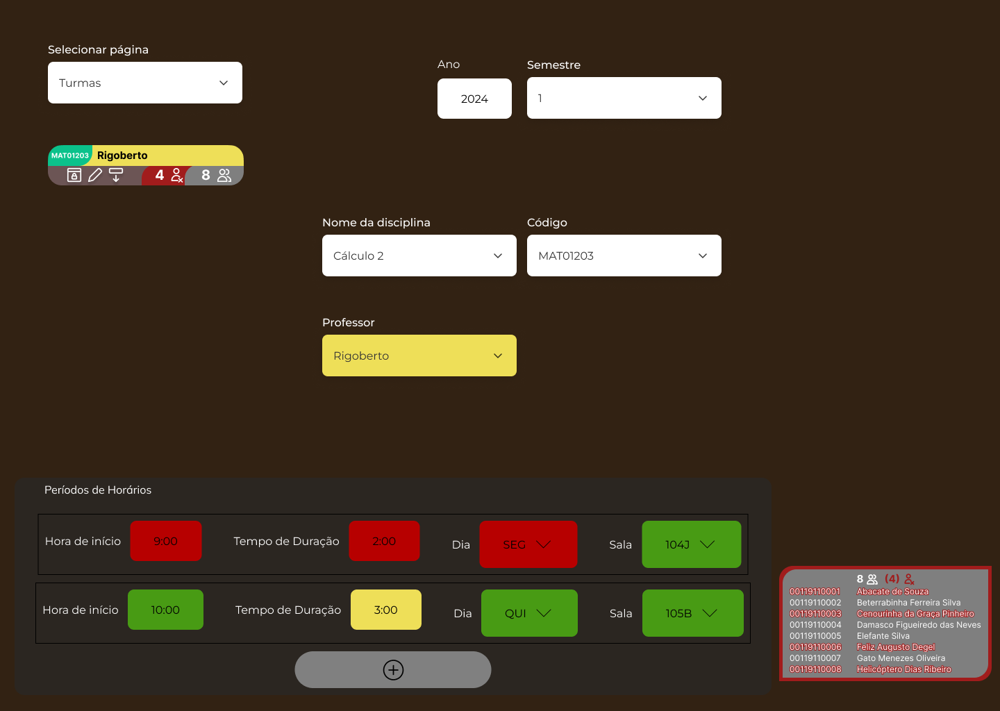 Selecionar página
Turmas
Ano
2024
Semestre
1
MAT01203 Rigoberto
4 8
Nome da disciplina
Cálculo 2
Código
MAT01203
Professor
Rigoberto
Períodos de Horários
Hora de início 9:00 Tempo de Duração 2:00 Dia SEG Sala 104J
Hora de início 10:00 Tempo de Duração 3:00 Dia QUI Sala 105B
8 (4)
00119110001 Abacate de Souza
00119110002 Beterrabinha Ferreira Silva
00119110003 Cenourinha da Graça Pinheiro
00119110004 Damasco Figueiredo das Neves
00119110005 Elefante Silva
00119110006 Feliz Augusto Degel
00119110007 Gato Menezes Oliveira
00119110008 Helicóptero Dias Ribeiro